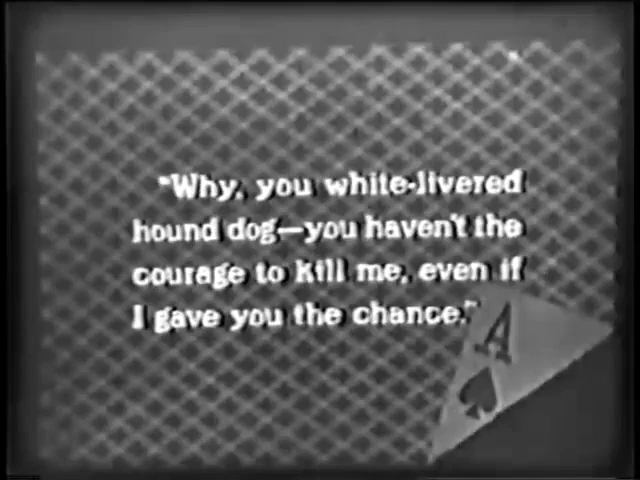 "Why, you white-livered
hound dog—you haven't the
courage to kill me, even if
I gave you the chance."
A